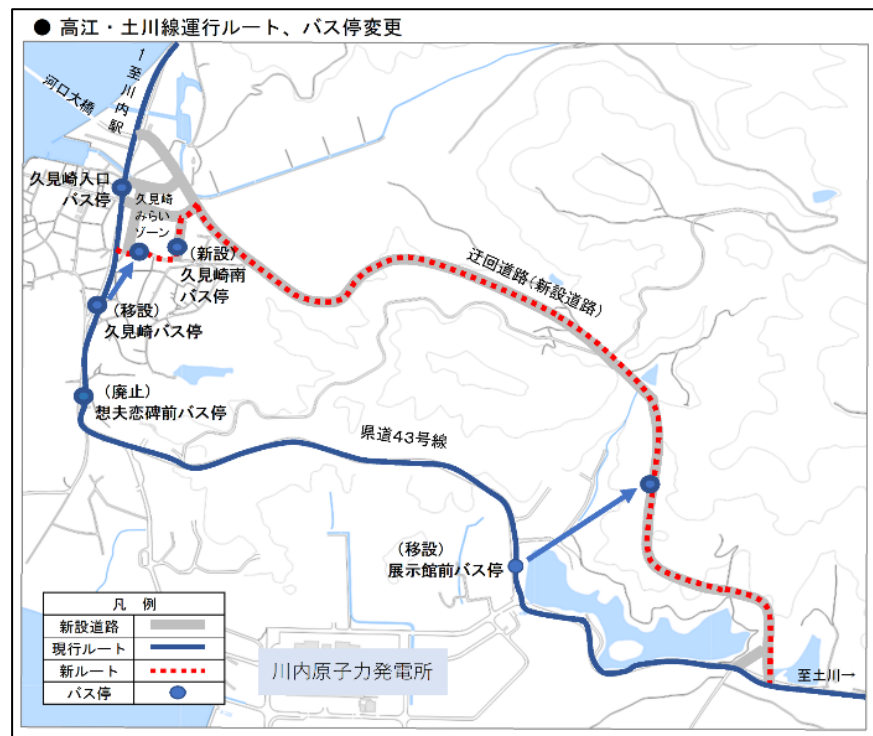 ● 高江・土川線運行ルート、バス停変更
↑至川内駅
河口大橋
久見崎入口
バス停
久見崎
みらい
ゾーン
(新設)
久見崎南
バス停
(移設)
久見崎バス停
(廃止)
想夫恋碑前バス停
迂回道路(新設道路)
県道43号線
(移設)
展示館前バス停
凡 例
新設道路
現行ルート
新ルート
バス停
川内原子力発電所
至土川→